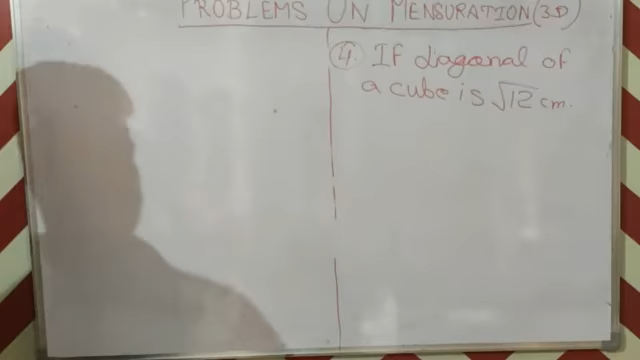 PROBLEMS ON MENSURATION (3D)
4. If diagonal of
a cube is √12 cm.